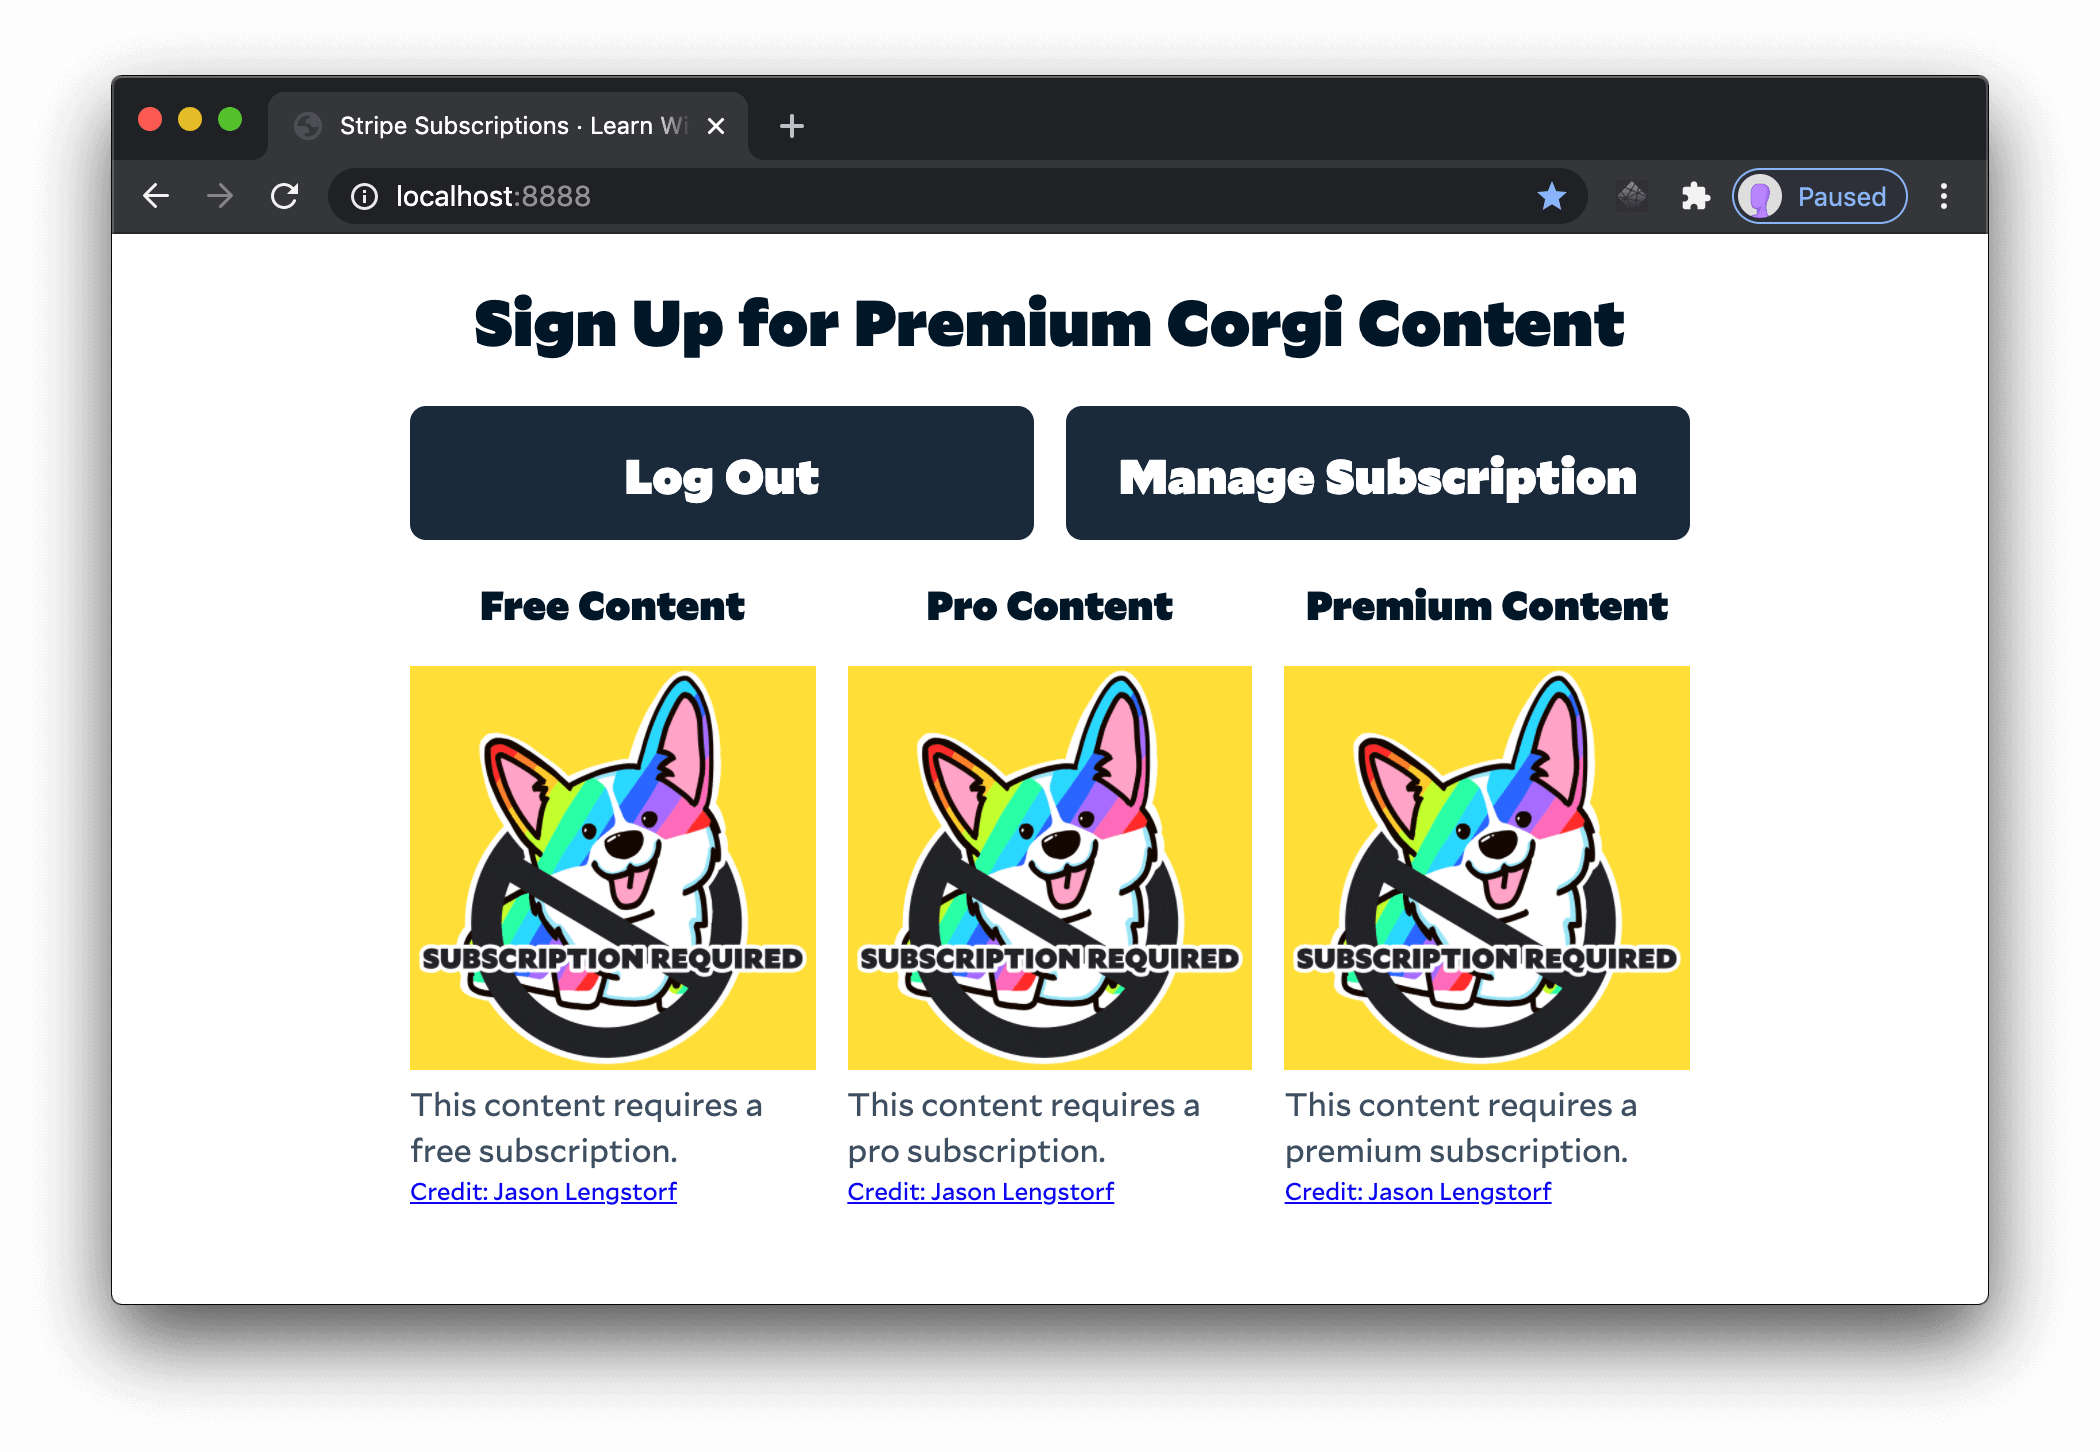 Stripe Subscriptions · Learn Wi
localhost:8888
Paused
Sign Up for Premium Corgi Content
Log Out
Manage Subscription
Free Content
Pro Content
Premium Content
SUBSCRIPTION REQUIRED
SUBSCRIPTION REQUIRED
SUBSCRIPTION REQUIRED
This content requires a
free subscription.
Credit: Jason Lengstorf
This content requires a
pro subscription.
Credit: Jason Lengstorf
This content requires a
premium subscription.
Credit: Jason Lengstorf